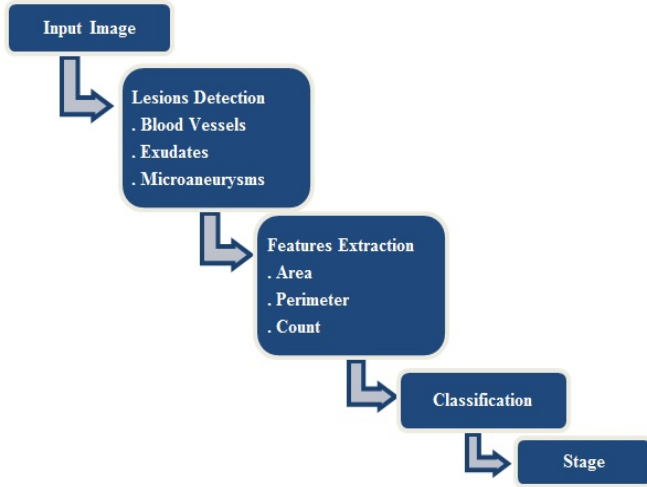 Input Image
Lesions Detection
. Blood Vessels
. Exudates
. Microaneurysms
Features Extraction
. Area
. Perimeter
. Count
Classification
Stage